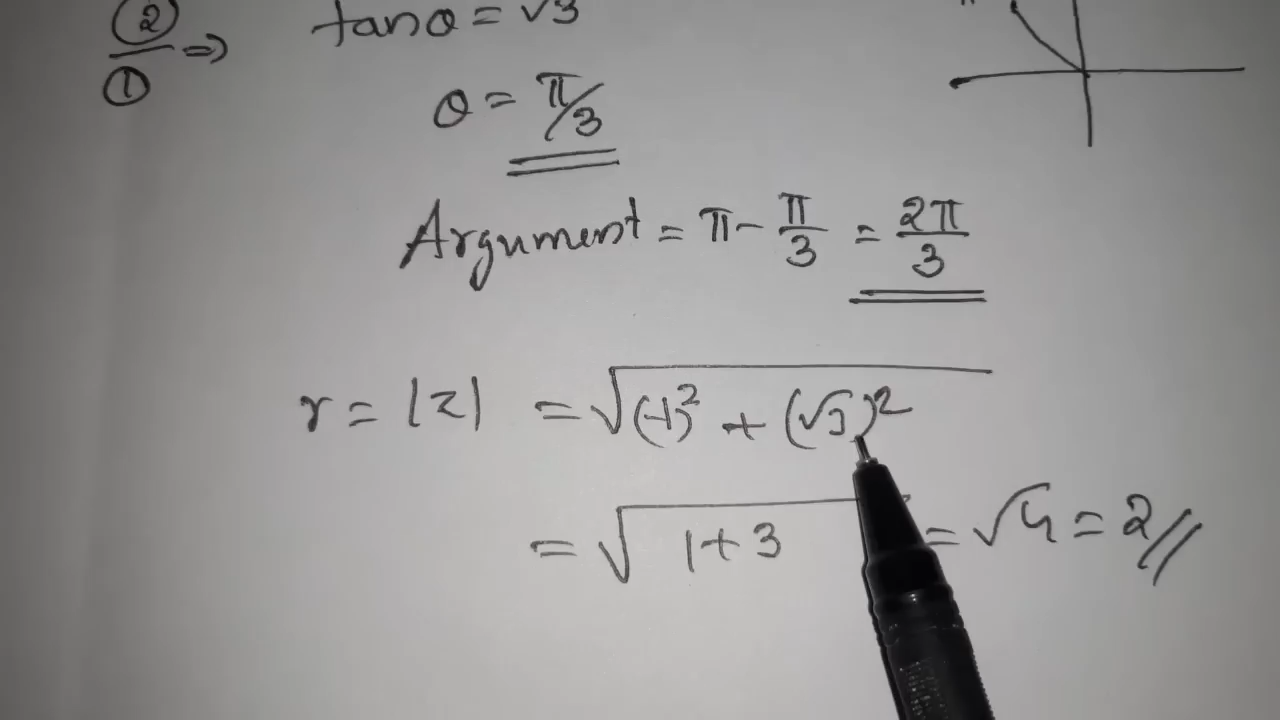 ②/① ⇒ tanθ = √3
θ = π/3
Argument = π - π/3 = 2π/3
r = |z| = √((-1)² + (√3)²)
= √(1+3) = √4 = 2//